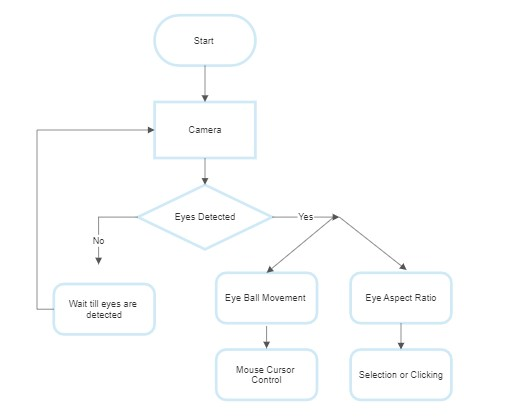 Start
Camera
Eyes Detected
Yes
No
Wait till eyes are
detected
Eye Ball Movement
Eye Aspect Ratio
Mouse Cursor
Control
Selection or Clicking